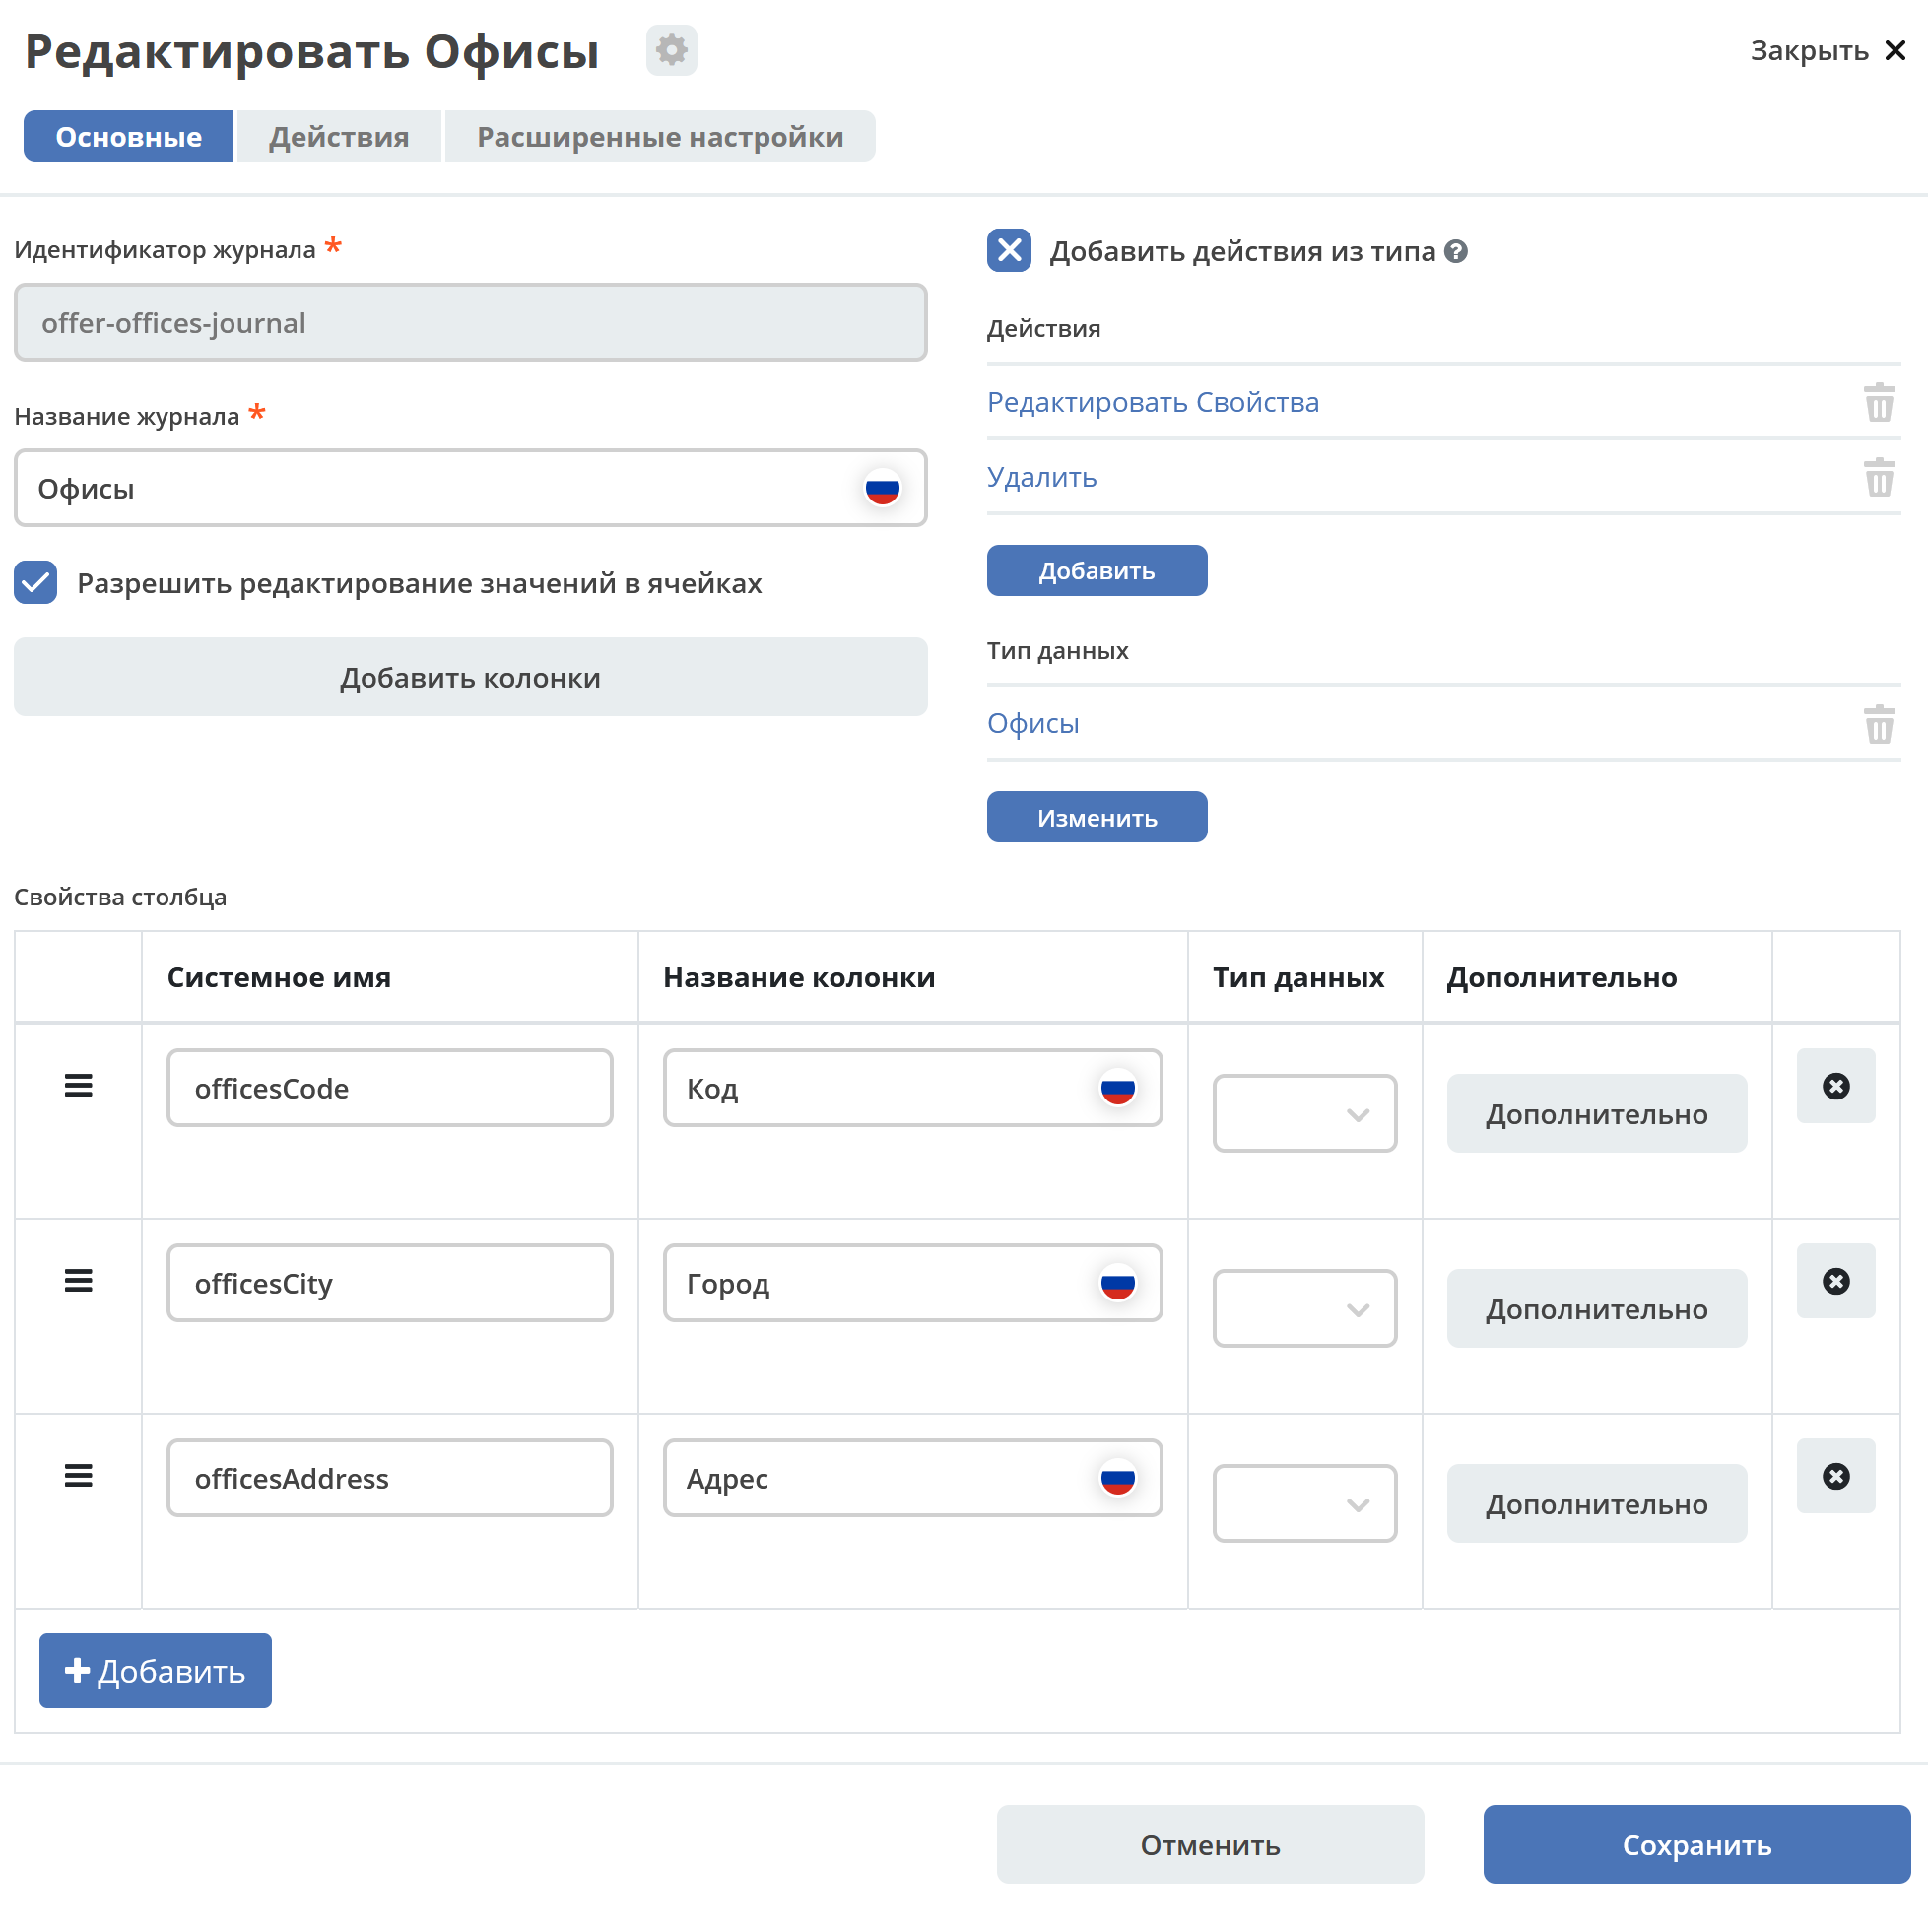 Редактировать Офисы
Закрыть
Основные
Действия
Расширенные настройки
Идентификатор журнала *
offer-offices-journal
Название журнала *
Офисы
Разрешить редактирование значений в ячейках
Добавить колонки
Добавить действия из типа
Действия
Редактировать Свойства
Удалить
Добавить
Тип данных
Офисы
Изменить
Свойства столбца
Системное имя Название колонки Тип данных Дополнительно
officesCode Код Дополнительно
officesCity Город Дополнительно
officesAddress Адрес Дополнительно
Добавить
Отменить
Сохранить